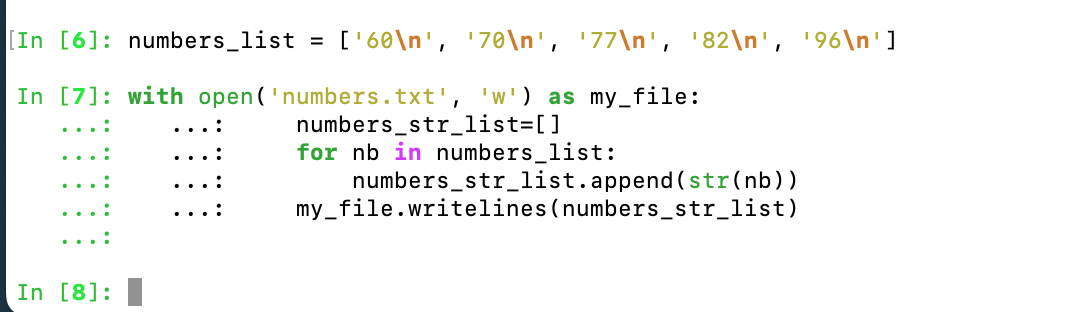 [In [6]: numbers_list = ['60\n', '70\n', '77\n', '82\n', '96\n']
In [7]: with open('numbers.txt', 'w') as my_file:
...: ...: numbers_str_list=[]
...: ...: for nb in numbers_list:
...: ...: numbers_str_list.append(str(nb))
...: ...: my_file.writelines(numbers_str_list)
...:
In [8]: